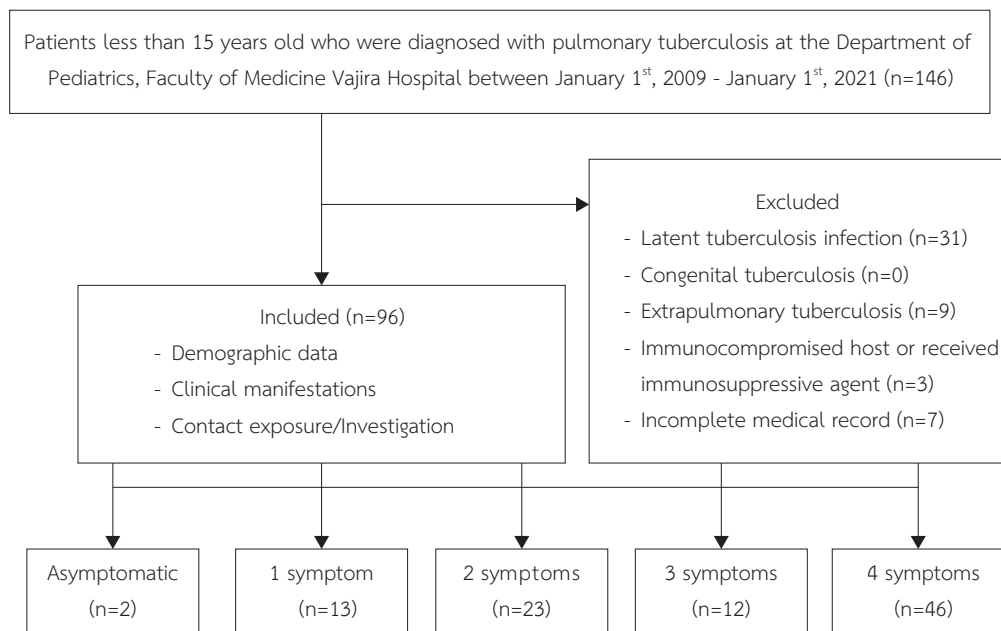 Patients less than 15 years old who were diagnosed with pulmonary tuberculosis at the Department of
Pediatrics, Faculty of Medicine Vajira Hospital between January 1st, 2009 - January 1st, 2021 (n=146)
Excluded
- Latent tuberculosis infection (n=31)
- Congenital tuberculosis (n=0)
- Extrapulmonary tuberculosis (n=9)
- Immunocompromised host or received
immunosuppressive agent (n=3)
- Incomplete medical record (n=7)
Included (n=96)
- Demographic data
- Clinical manifestations
- Contact exposure/Investigation
Asymptomatic
(n=2)
1 symptom
(n=13)
2 symptoms
(n=23)
3 symptoms
(n=12)
4 symptoms
(n=46)